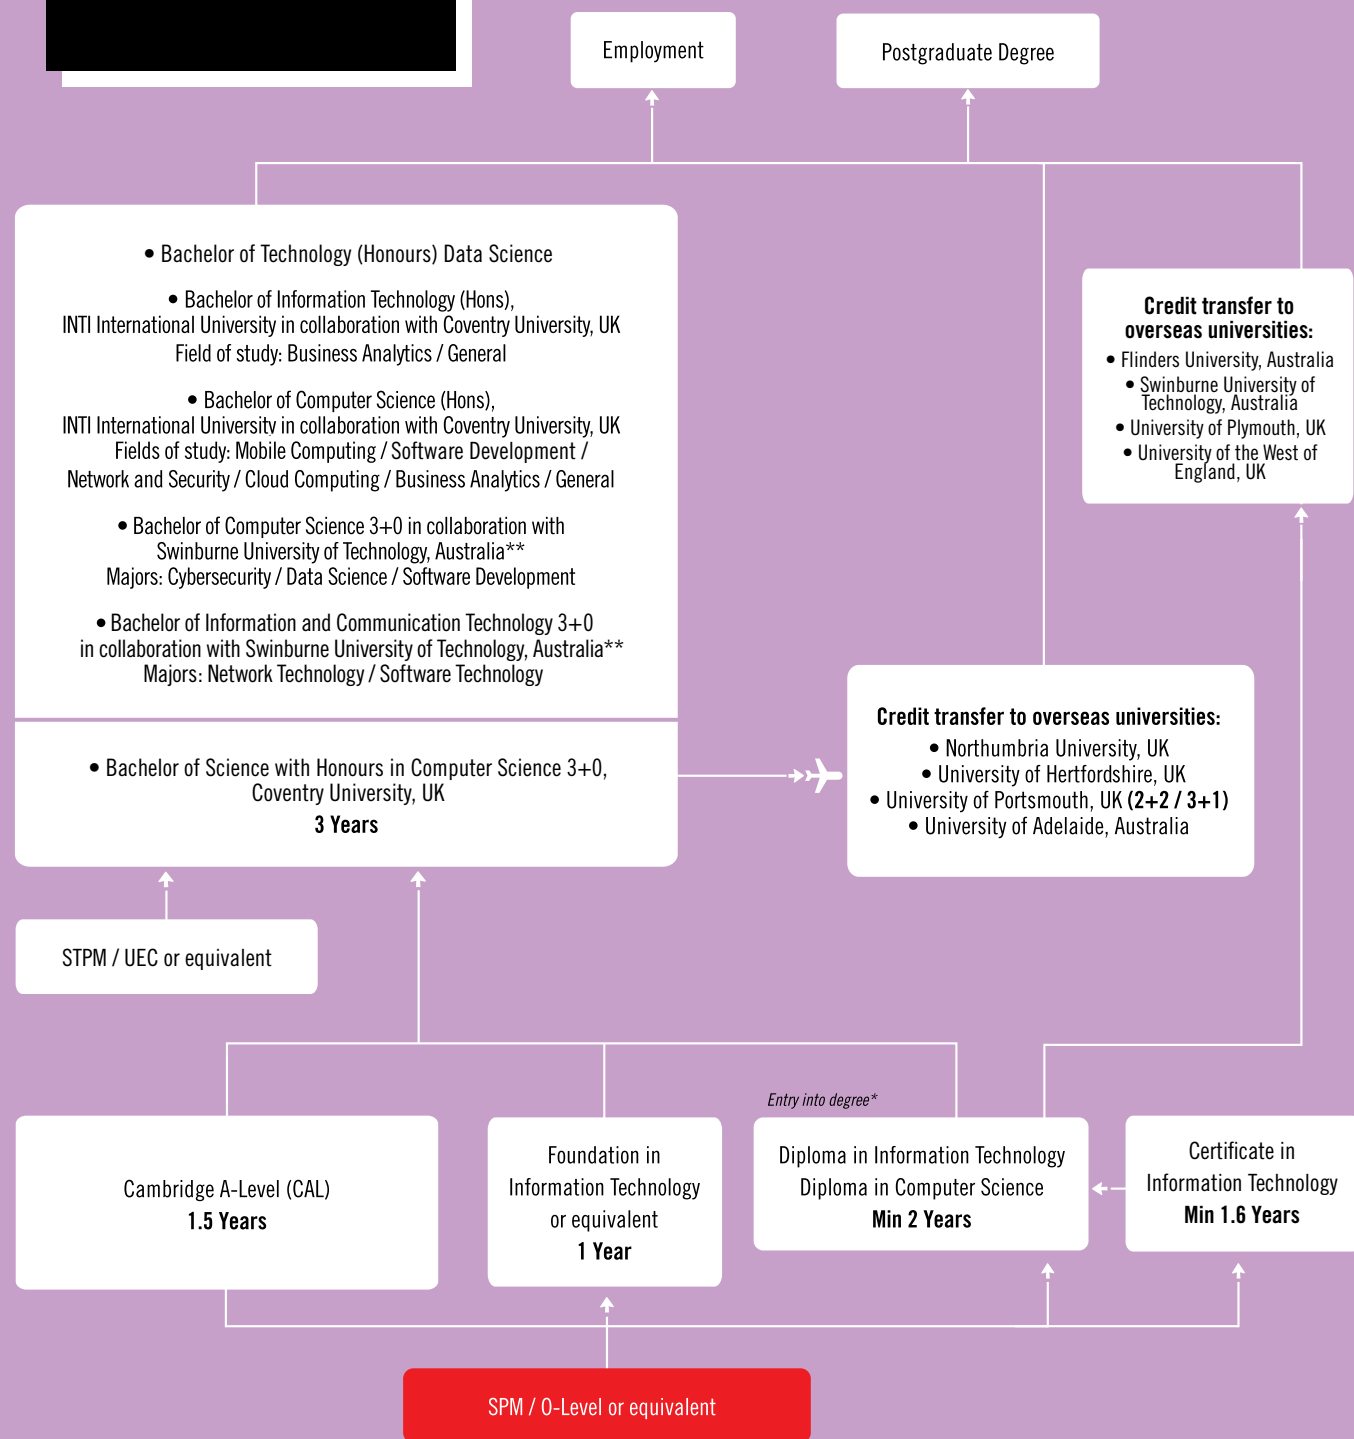 Employment
Postgraduate Degree
• Bachelor of Technology (Honours) Data Science
• Bachelor of Information Technology (Hons),
INTI International University in collaboration with Coventry University, UK
Field of study: Business Analytics / General
• Bachelor of Computer Science (Hons),
INTI International University in collaboration with Coventry University, UK
Fields of study: Mobile Computing / Software Development /
Network and Security / Cloud Computing / Business Analytics / General
• Bachelor of Computer Science 3+0 in collaboration with
Swinburne University of Technology, Australia**
Majors: Cybersecurity / Data Science / Software Development
• Bachelor of Information and Communication Technology 3+0
in collaboration with Swinburne University of Technology, Australia**
Majors: Network Technology / Software Technology
• Bachelor of Science with Honours in Computer Science 3+0,
Coventry University, UK
3 Years
Credit transfer to
overseas universities:
• Flinders University, Australia
• Swinburne University of
Technology, Australia
• University of Plymouth, UK
• University of the West of
England, UK
Credit transfer to overseas universities:
• Northumbria University, UK
• University of Hertfordshire, UK
• University of Portsmouth, UK (2+2 / 3+1)
• University of Adelaide, Australia
STPM / UEC or equivalent
Entry into degree*
Cambridge A-Level (CAL)
1.5 Years
Foundation in
Information Technology
or equivalent
1 Year
Diploma in Information Technology
Diploma in Computer Science
Min 2 Years
Certificate in
Information Technology
Min 1.6 Years
SPM / O-Level or equivalent